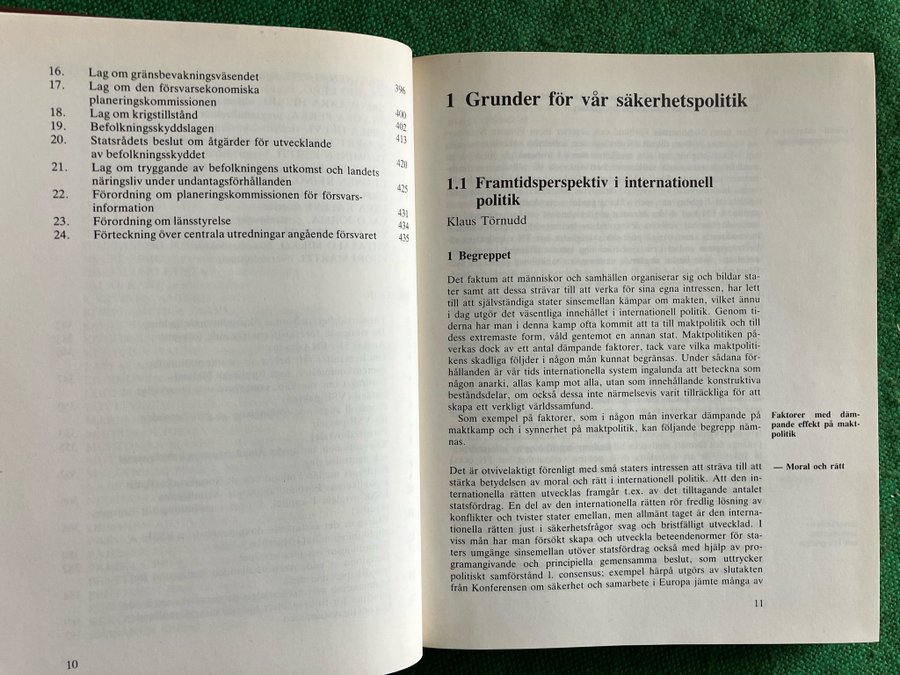 16. Lag om gränsbevakningsväsendet 396
17. Lag om den försvarsekonomiska
planeringskommissionen 400
18. Lag om krigstillstånd 402
19. Befolkningsskyddslagen 413
20. Statsrådets beslut om åtgärder för utvecklande
av befolkningsskyddet 420
21. Lag om tryggande av befolkningens utkomst och landets
näringsliv under undantagsförhållanden 425
22. Förordning om planeringskommissionen för försvars-
information 431
23. Förordning om länsstyrelse 434
24. Förteckning över centrala utredningar angående försvaret 435
10
1 Grunder för vår säkerhetspolitik
1.1 Framtidsperspektiv i internationell
politik
Klaus Törnudd
1 Begreppet
Det faktum att människor och samhällen organiserar sig och bildar sta-
ter samt att dessa strävar till att verka för sina egna intressen, har lett
till att självständiga stater sinsemellan kämpar om makten, vilket ännu
i dag utgör det väsentliga innehållet i internationell politik. Genom ti-
derna har man i denna kamp ofta kommit att ta till maktpolitik och till
dess extremaste form, våld gentemot en annan stat. Maktpolitiken på-
verkas dock av ett antal dämpande faktorer, tack vare vilka maktpoliti-
kens skadliga följder i någon mån kunnat begränsas. Under sådana för-
hållanden är vår tids internationella system ingalunda att beteckna som
någon anarki, allas kamp mot alla, utan som innehållande konstruktiva
beståndsdelar, om också dessa inte närmelsevis varit tillräckliga för att
skapa ett verkligt världssamfund.
Som exempel på faktorer, som i någon mån inverkar dämpande på
maktkamp och i synnerhet på maktpolitik, kan följande begrepp näm-
nas.
Faktorer med däm-
pande effekt på makt-
politik
Det är otvivelaktigt förenligt med små staters intressen att sträva till att
stärka betydelsen av moral och rätt i internationell politik. Att den in-
ternationella rätten utvecklas framgår t.ex. av det tilltagande antalet
statsfördrag. En del av den internationella rätten rör fredlig lösning av
konflikter och tvister stater emellan, men allmänt taget är den interna-
tionella rätten just i säkerhetsfrågor svag och bristfälligt utvecklad. I
viss mån har man försökt skapa och utveckla beteendenormer för sta-
ters umgänge sinsemellan utöver statsfördrag också med hjälp av pro-
gramangivande och principiella gemensamma beslut, som uttrycker
politiskt samförstånd l. consensus; exempel härpå utgörs av slutakten
från Konferensen om säkerhet och samarbete i Europa jämte många av
— Moral och rätt
11